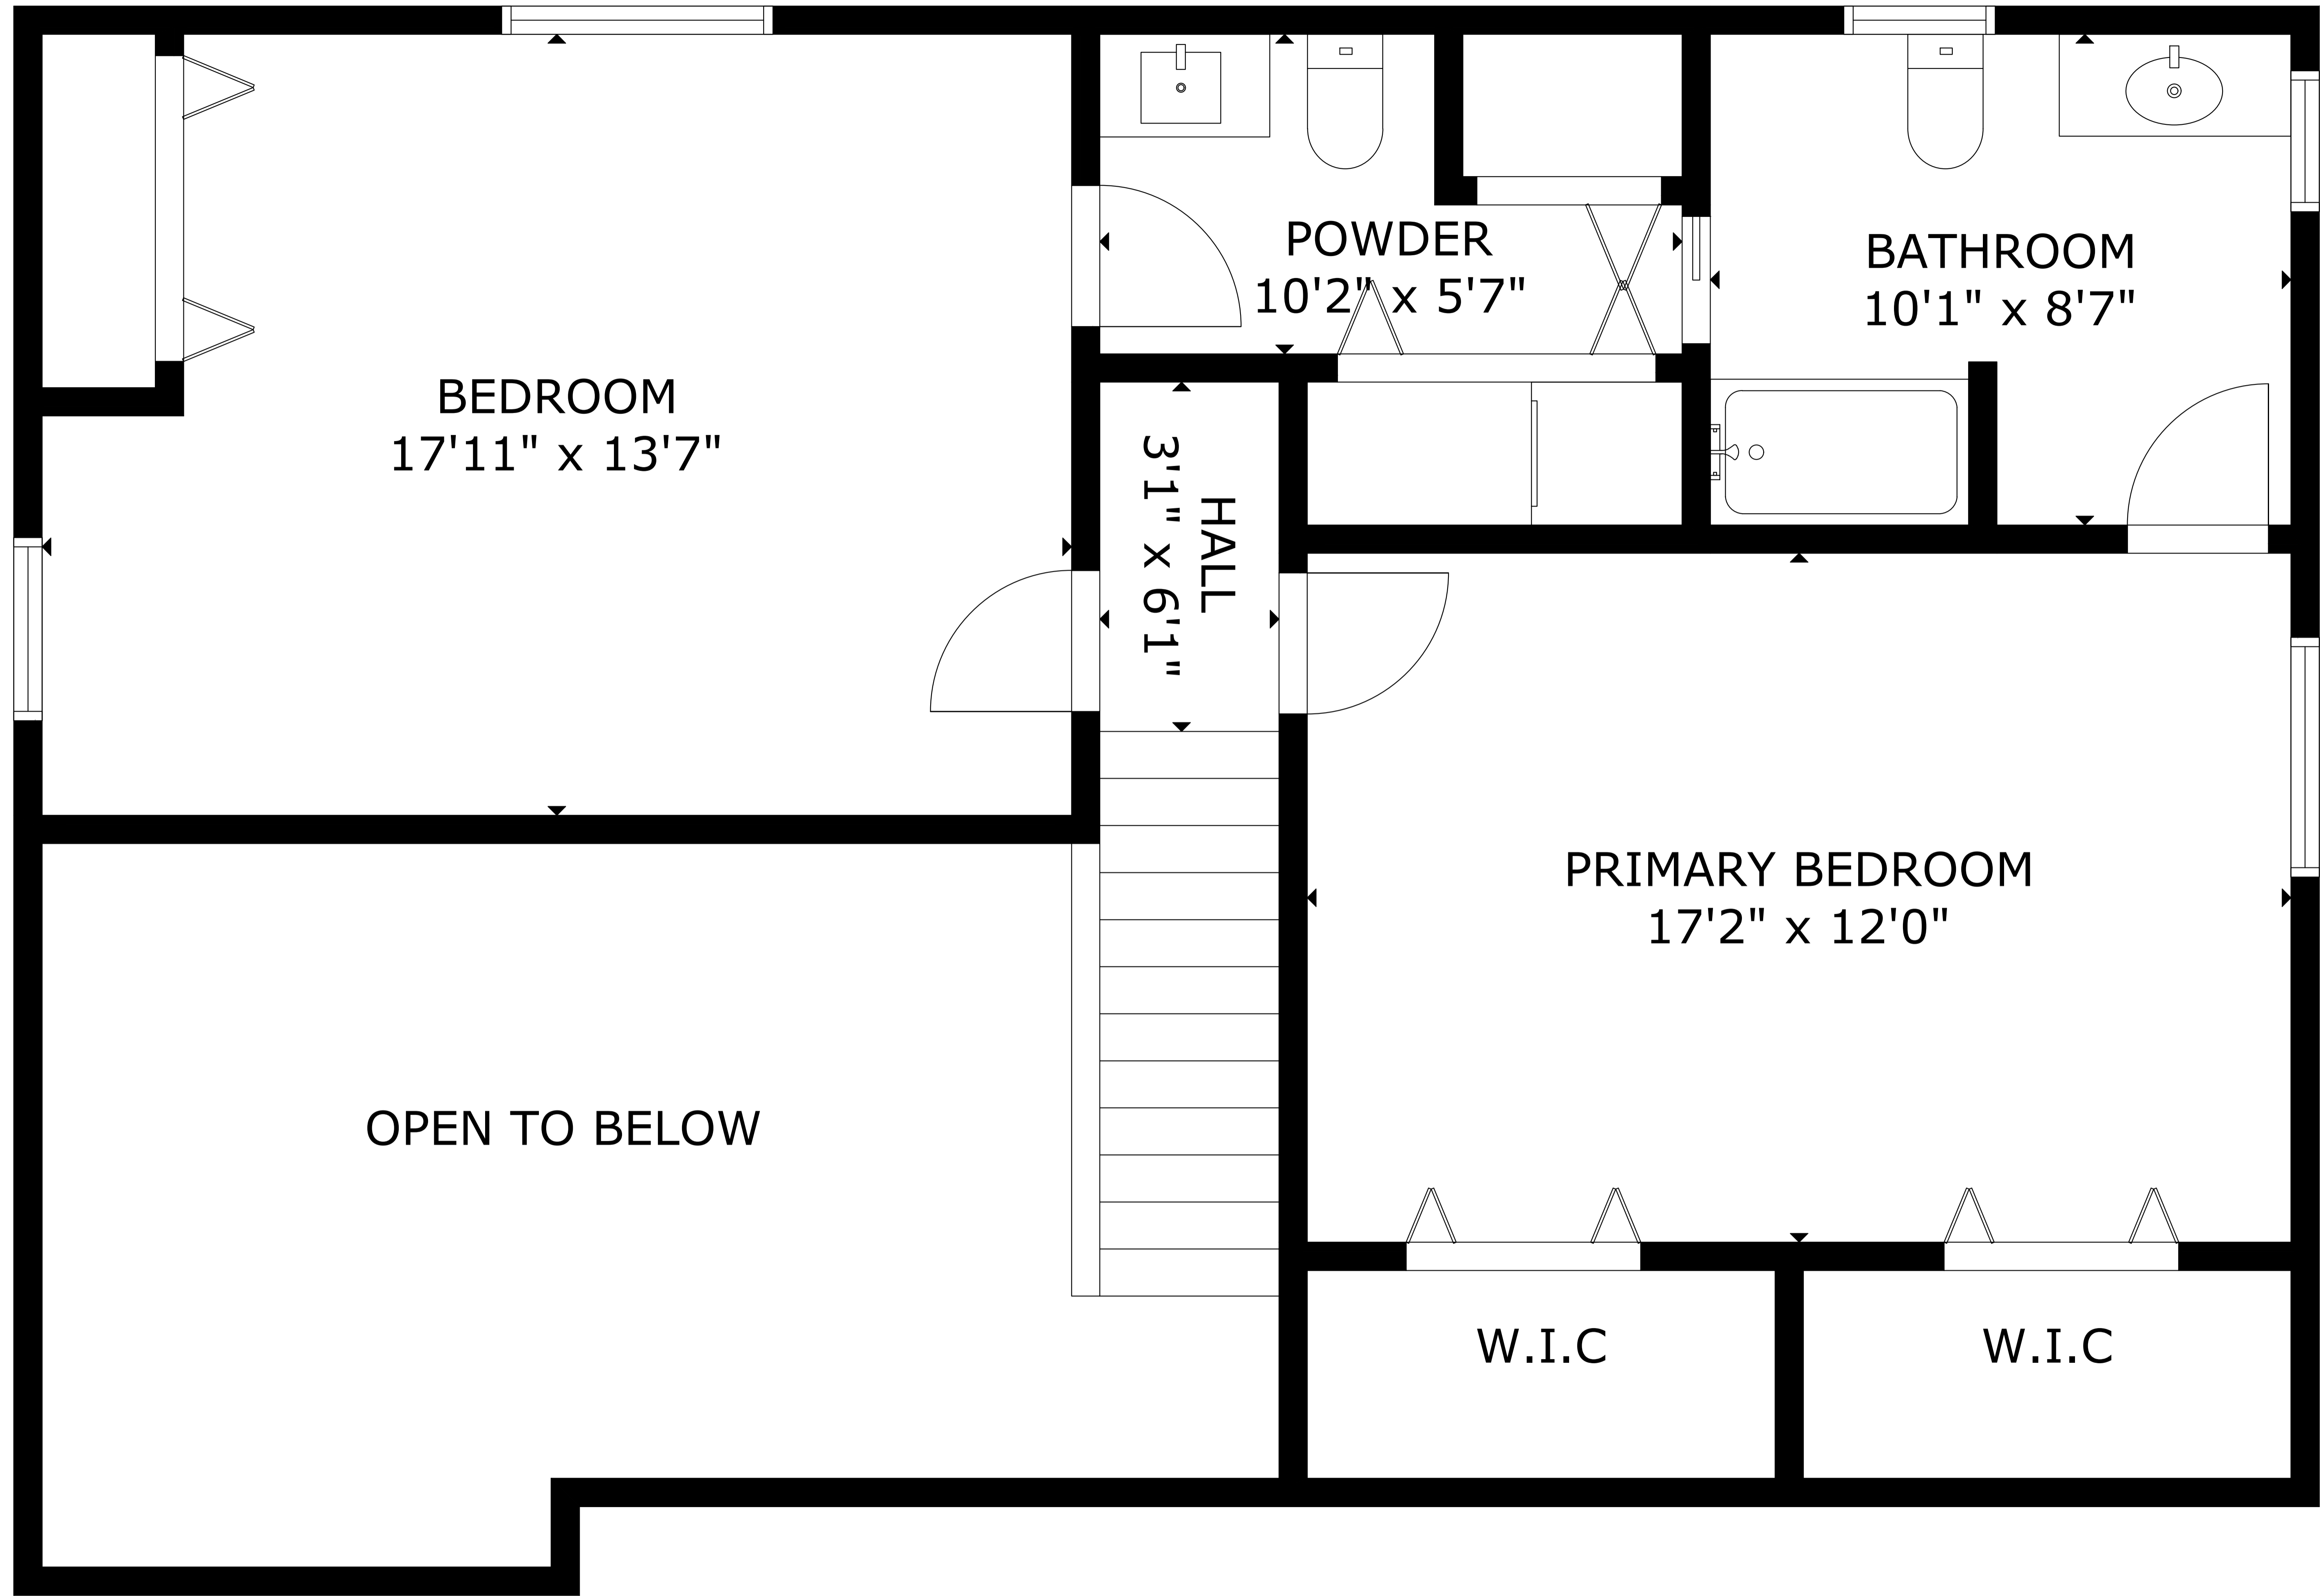 POWDER
10'2" x 5'7"
BATHROOM
10'1" x 8'7"
BEDROOM
17'11" x 13'7"
HALL
3'1" x 6'1"
PRIMARY BEDROOM
17'2" x 12'0"
OPEN TO BELOW
W.I.C
W.I.C